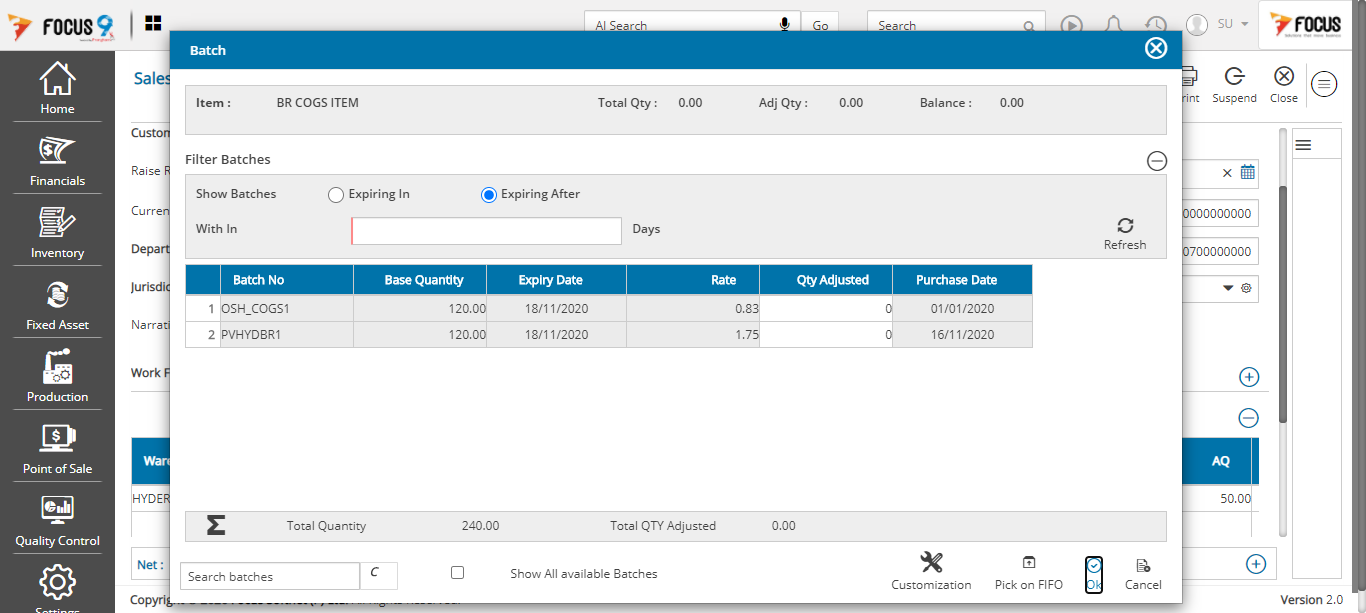 FOCUS 9
AI Search
Go
Search
SU
FOCUS
Batch
Home
Financials
Inventory
Fixed Asset
Production
Point of Sale
Quality Control
Settings
Sales
Suspend
Close
Item :
BR COGS ITEM
Total Qty :
0.00
Adj Qty :
0.00
Balance :
0.00
Filter Batches
Show Batches
Expiring In
Expiring After
With In
Days
Refresh
Batch No
Base Quantity
Expiry Date
Rate
Qty Adjusted
Purchase Date
1 OSH_COGS1 120.00 18/11/2020 0.83 0 01/01/2020
2 PVHYDBR1 120.00 18/11/2020 1.75 0 16/11/2020
Custom
Raise R
Curren
Depart
Jurisdic
Narrati
Work F
Ware
HYDER
Net :
0000000000
0700000000
AQ
50.00
Σ
Total Quantity
240.00
Total QTY Adjusted
0.00
Search batches
C
Show All available Batches
Customization
Pick on FIFO
Ok
Cancel
Version 2.0